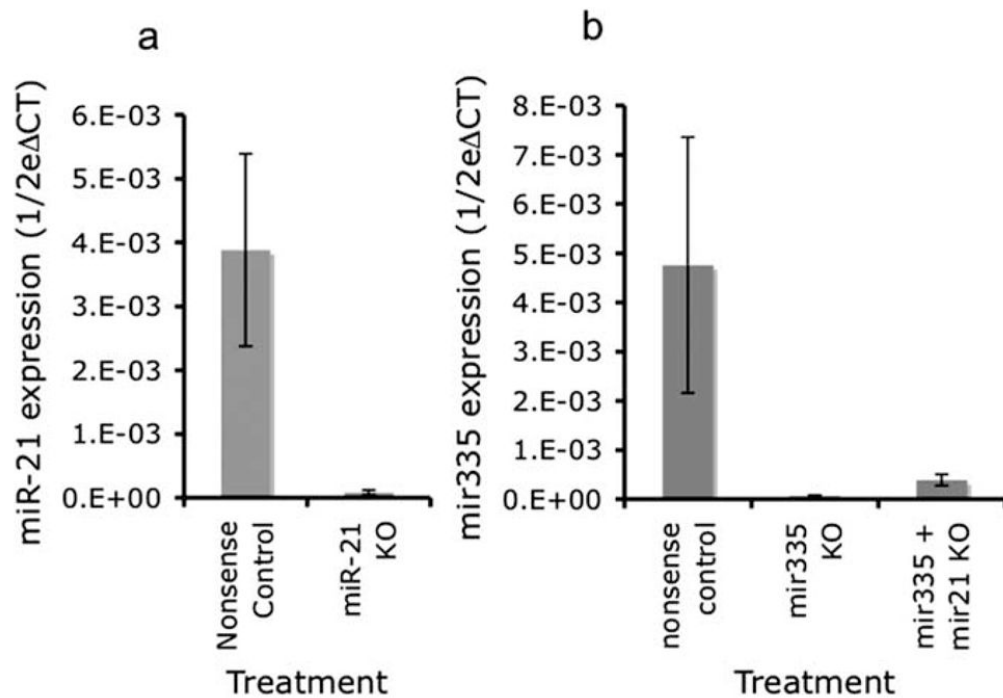 a
miR-21 expression (1/2eΔCT)
6.E-03
5.E-03
4.E-03
3.E-03
2.E-03
1.E-03
0.E+00
Nonsense
Control
miR-21
KO
Treatment
b
mir335 expression (1/2eΔCT)
8.E-03
7.E-03
6.E-03
5.E-03
4.E-03
3.E-03
2.E-03
1.E-03
0.E+00
nonsense
control
mir335
KO
mir335 +
mir21 KO
Treatment